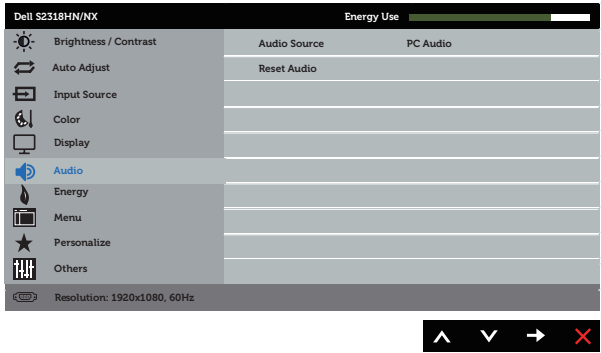 Dell S2318HN/NX Energy Use
Brightness / Contrast Audio Source PC Audio
Auto Adjust Reset Audio
Input Source
Color
Display
Audio
Energy
Menu
Personalize
Others
Resolution: 1920x1080, 60Hz